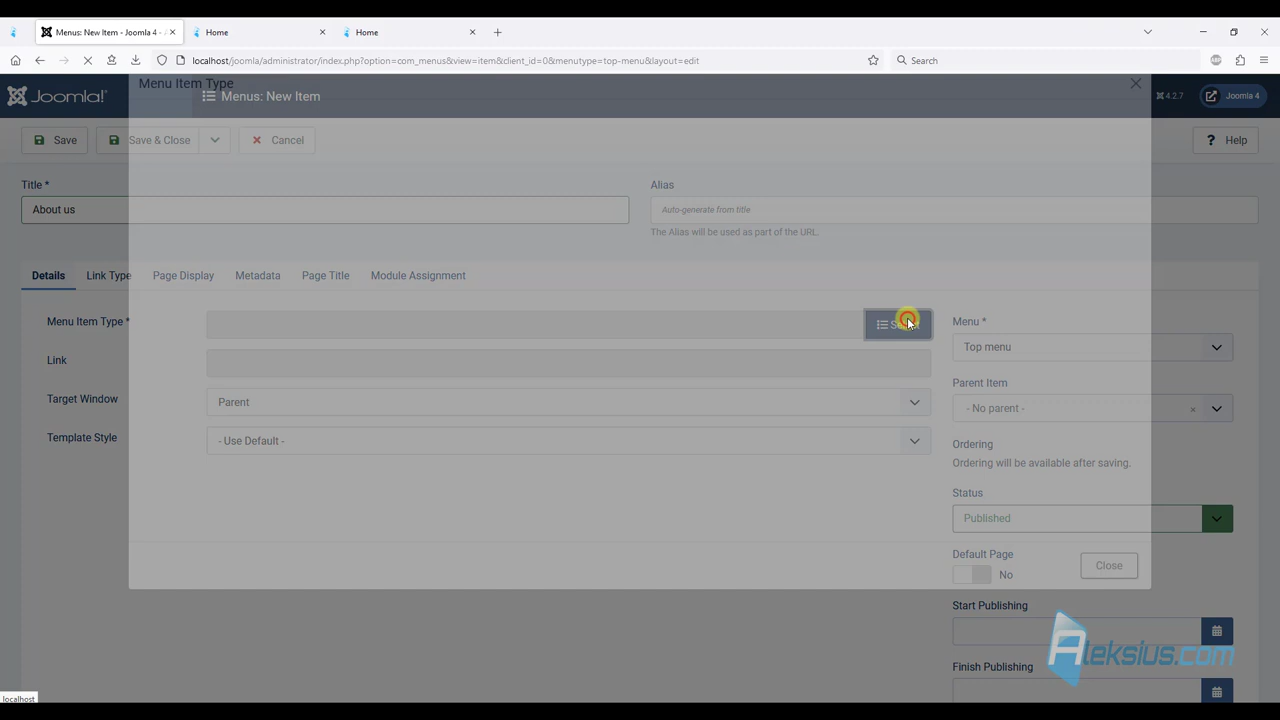 Menus: New Item - Joomla 4 - A
Home
Home
localhost/joomla/administrator/index.php?option=com_menus&view=item&client_id=0&menutype=top-menu&layout=edit
Search
Joomla!®
Menu Item Type
Menus: New Item
4.2.7
Joomla 4
Save
Save & Close
Cancel
? Help
Title *
Alias
About us
Auto-generate from title
The Alias will be used as part of the URL.
Details
Link Type
Page Display
Metadata
Page Title
Module Assignment
Menu Item Type *
Link
Target Window
Parent
Template Style
- Use Default -
Menu *
Top menu
Parent Item
- No parent -
Ordering
Ordering will be available after saving.
Status
Published
Default Page
No
Close
Start Publishing
Finish Publishing
Aleksius.com
localhost